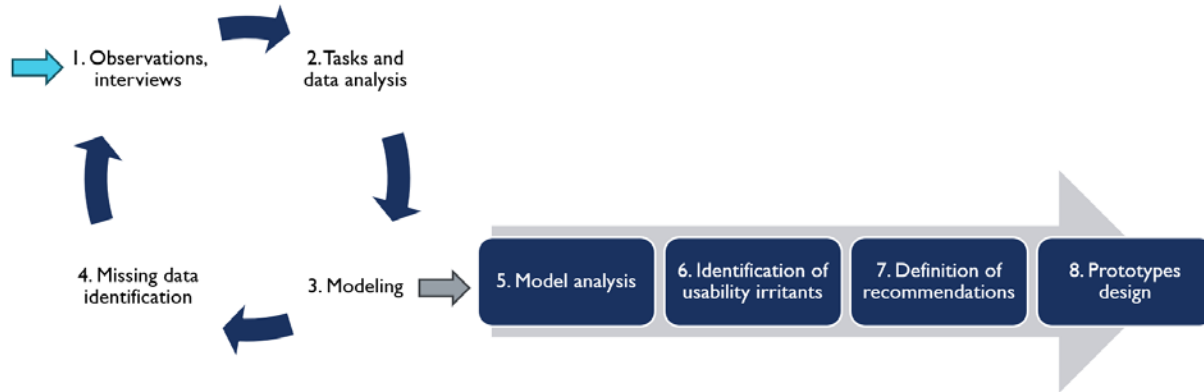 1. Observations,
interviews
2. Tasks and
data analysis
3. Modeling
4. Missing data
identification
5. Model analysis
6. Identification of
usability irritants
7. Definition of
recommendations
8. Prototypes
design